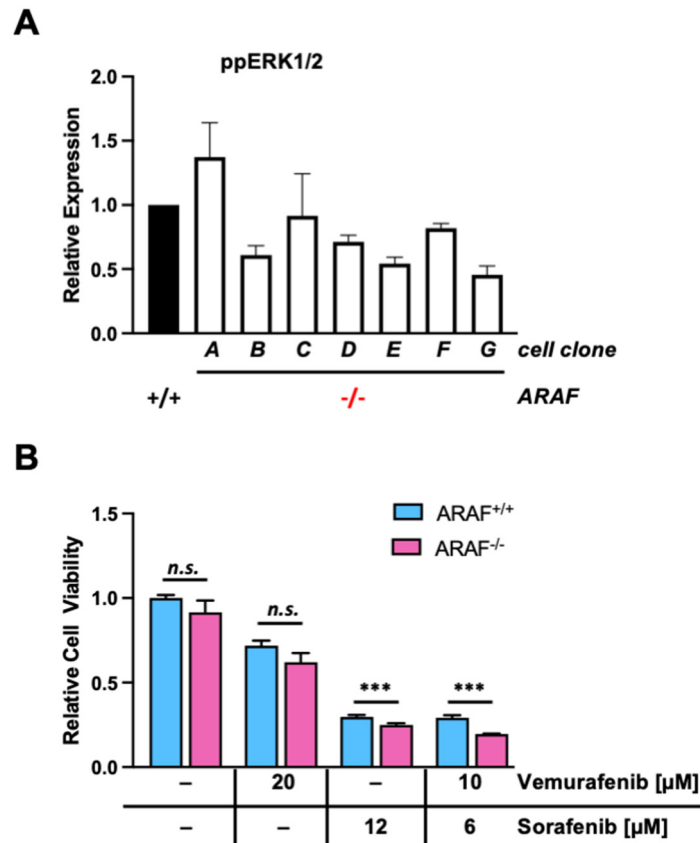 A
ppERK1/2
Relative Expression
2.0
1.5
1.0
0.5
0.0
A B C D E F G cell clone
+/+ -/- ARAF
B
Relative Cell Viability
1.5
1.0
0.5
0.0
ARAF+/+
ARAF-/-
n.s.
n.s.
*** ***
– 20 – 10 Vemurafenib [µM]
– – 12 6 Sorafenib [µM]